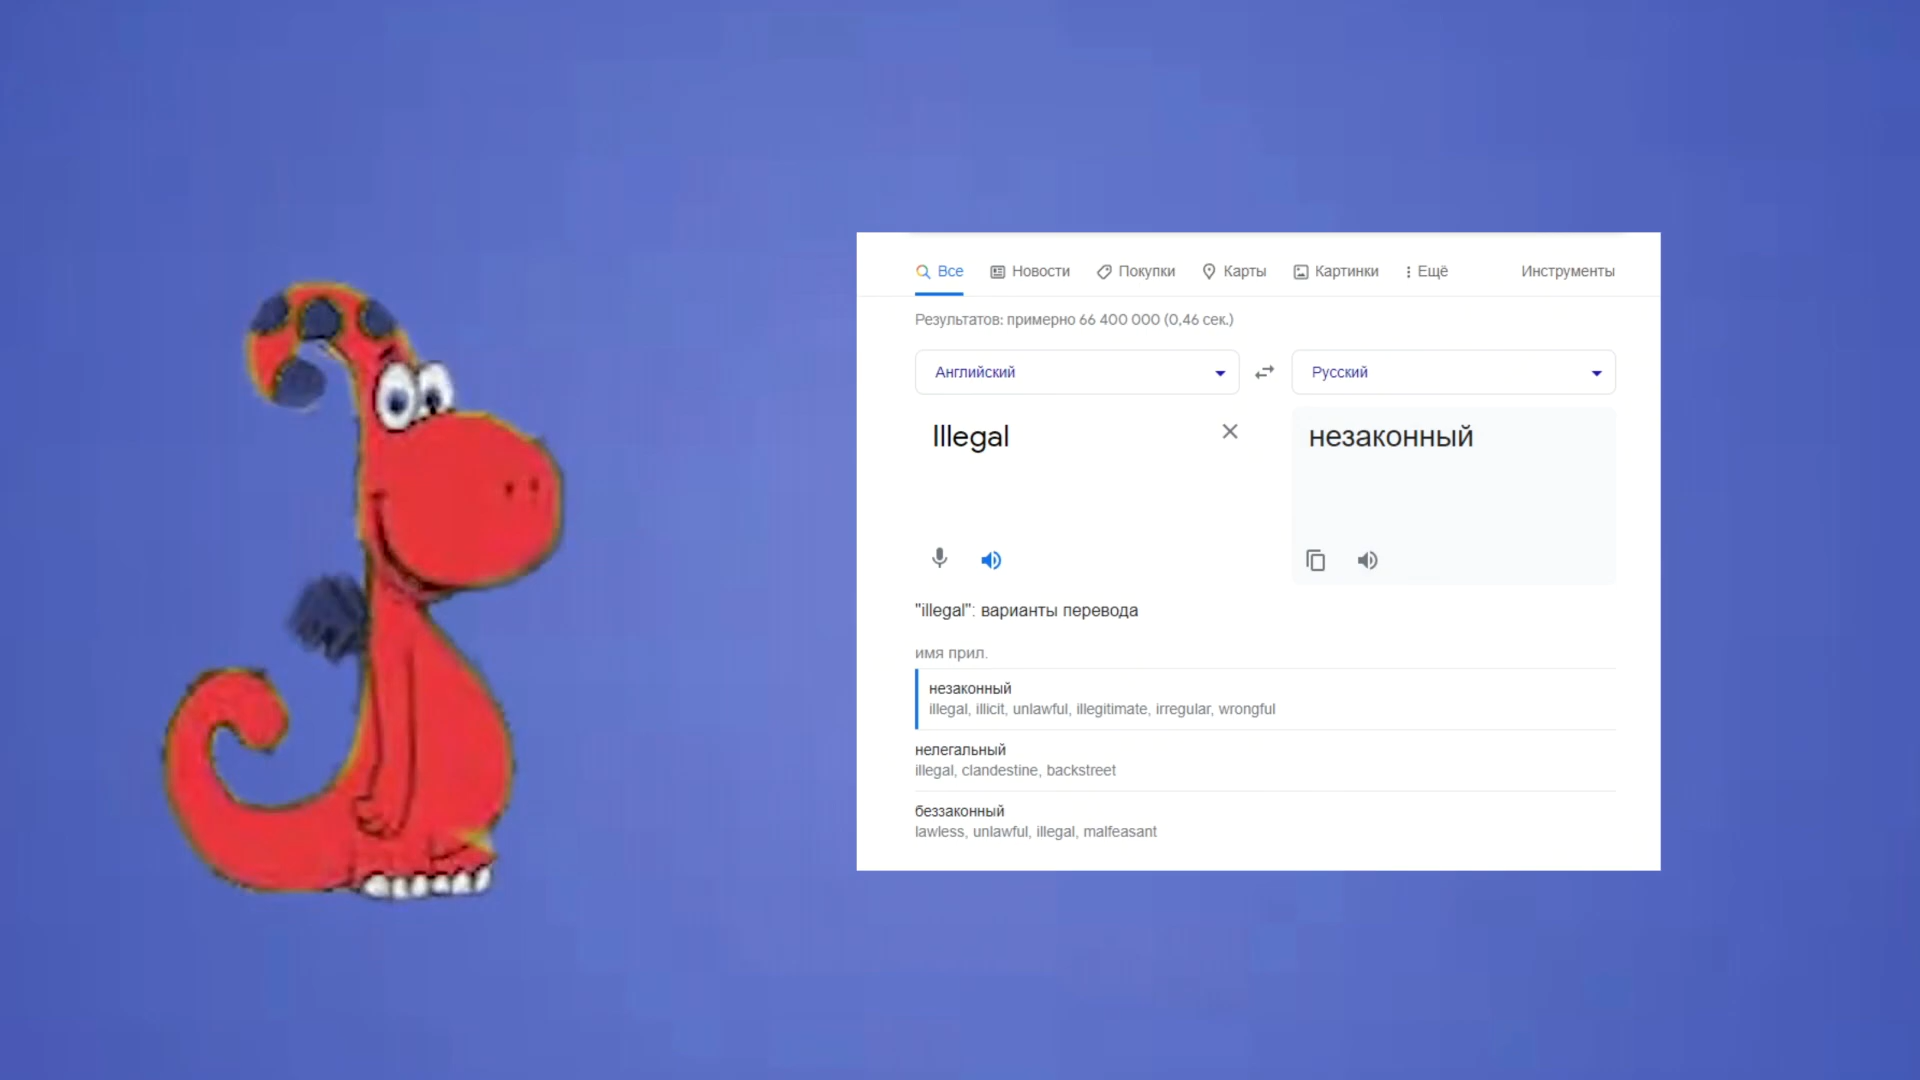 Все Новости Покупки Карты Картинки Ещё Инструменты
Результатов: примерно 66 400 000 (0,46 сек.)
Английский Русский
Illegal незаконный
"illegal": варианты перевода
имя прил.
незаконный
illegal, illicit, unlawful, illegitimate, irregular, wrongful
нелегальный
illegal, clandestine, backstreet
беззаконный
lawless, unlawful, illegal, malfeasant